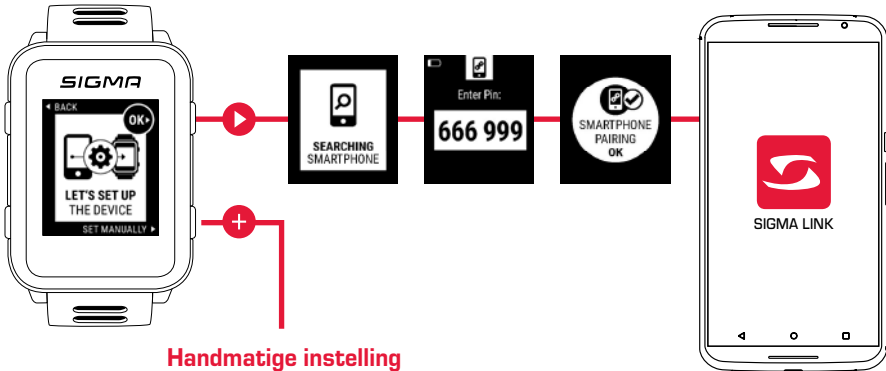 SIGMA
BACK
OK
LET'S SET UP
THE DEVICE
SET MANUALLY
SEARCHING
SMARTPHONE
Enter Pin:
666 999
SMARTPHONE
PAIRING
OK
SIGMA LINK
Handmatige instelling